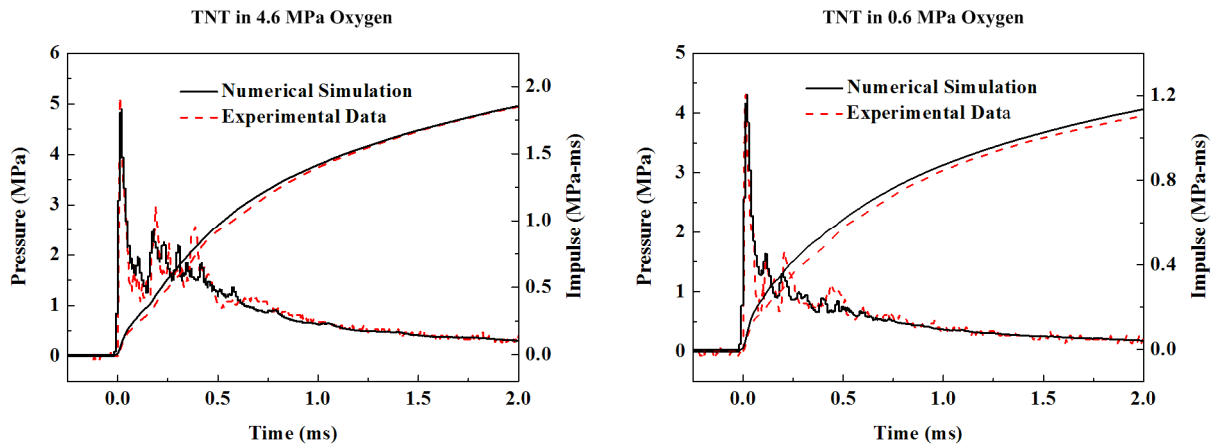 TNT in 4.6 MPa Oxygen
6
5
4
3
2
1
0
Pressure (MPa)
2.0
1.5
1.0
0.5
0.0
Impulse (MPa-ms)
Numerical Simulation
Experimental Data
0.0 0.5 1.0 1.5 2.0
Time (ms)
TNT in 0.6 MPa Oxygen
5
4
3
2
1
0
Pressure (MPa)
1.2
0.8
0.4
0.0
Impulse (MPa-ms)
Numerical Simulation
Experimental Data
0.0 0.5 1.0 1.5 2.0
Time (ms)